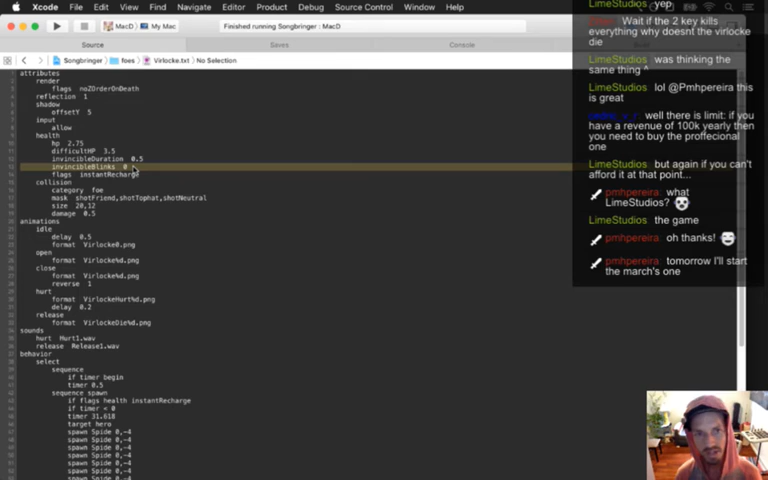 Xcode File Edit View Find Navigate Editor Product Debug Source Control Window Help
MacD My Mac Finished running Songbringer : MacD
Source Saves Console
Songbringer foes Virlocke.txt No Selection
attributes
render
flags noZOrderOnDeath
reflection 1
shadow
offsetY 5
input
allow
health
hp 2.75
difficultHP 3.5
invincibleDuration 0.5
invincibleBlinks 0
flags instantRecharge
collision
category foe
mask shotFriend,shotTophat,shotNeutral
size 20,12
damage 0.5
animations
idle
delay 0.5
format Virlocke0.png
open
format Virlocke%d.png
close
format Virlocke%d.png
reverse 1
hurt
format VirlockeHurt%d.png
delay 0.2
release
format VirlockeDie%d.png
sounds
hurt Hurt1.wav
release Release1.wav
behavior
select
sequence
if timer begin
timer 0.5
sequence spawn
if flags health instantRecharge
if timer < 0
timer 31.618
target hero
spawn Spide 0,-4
spawn Spide 0,-4
spawn Spide 0,-4
spawn Spide 0,-4
spawn Spide 0,-4
spawn Spide 0,-4
LimeStudios yep
Wait if the 2 key kills
everything why doesnt the virlocke
die
LimeStudios was thinking the
same thing ^
LimeStudios lol @Pmhpereira this
is great
well there is limit: if you
have a revenue of 100k yearly then
you need to buy the proffecional
one
LimeStudios but again if you can't
afford it at that point...
pmhpereira: what
LimeStudios?
LimeStudios the game
pmhpereira: oh thanks!
pmhpereira: tomorrow I'll start
the march's one